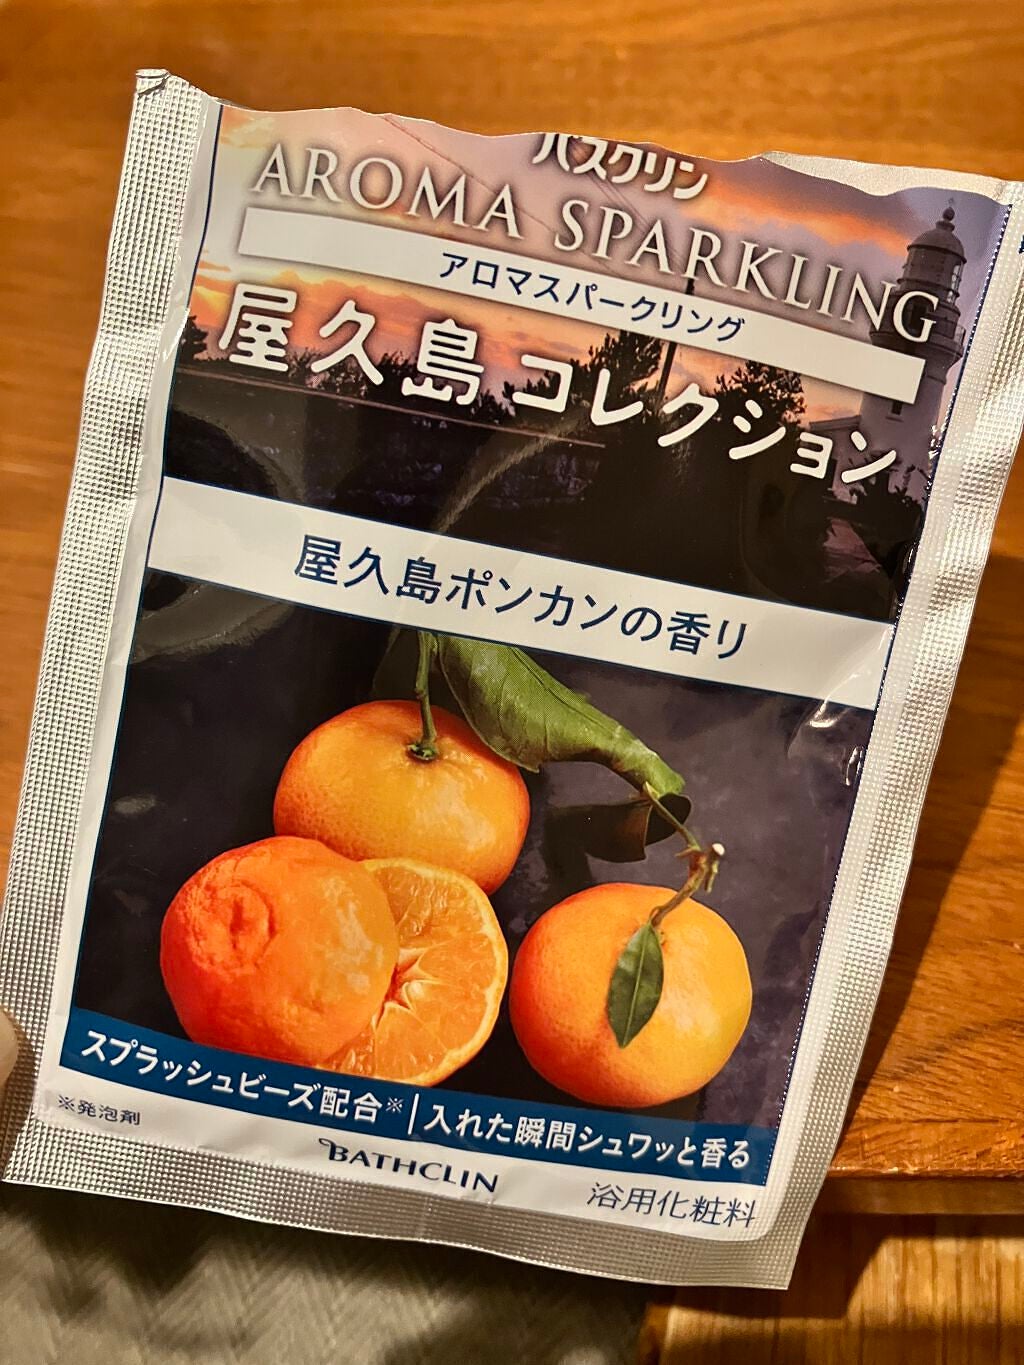 バスクリン
AROMA SPARKLING
アロマスパークリング
屋久島コレクション
屋久島ポンカンの香り
スプラッシュビーズ配合※|入れた瞬間シュワッと香る
※発泡剤
BATHCLIN
浴用化粧料